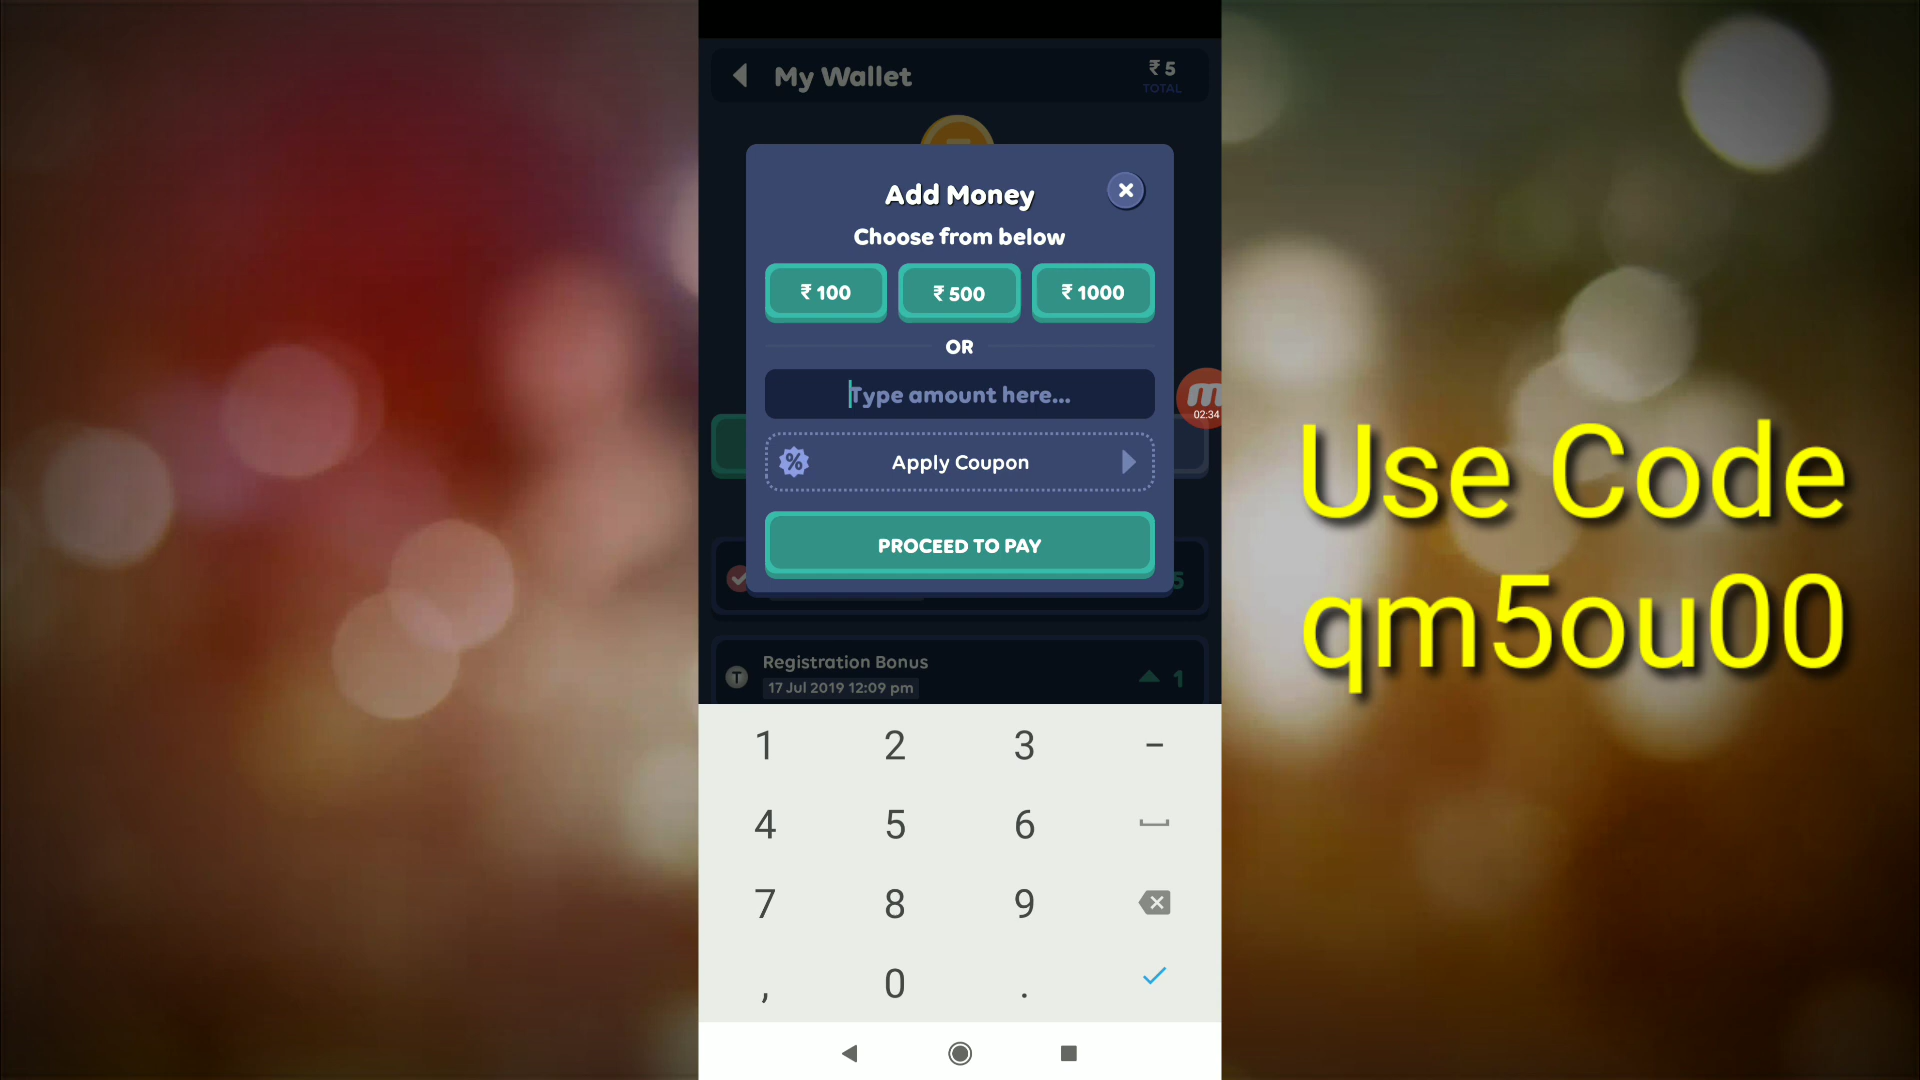 My Wallet
₹ 5
TOTAL
Add Money
Choose from below
₹ 100
₹ 500
₹ 1000
OR
Type amount here...
02:34
Apply Coupon
PROCEED TO PAY
5
Registration Bonus
17 Jul 2019 12:09 pm
1
Use Code
qm5ou00
1 2 3 –
4 5 6
7 8 9
, 0 .